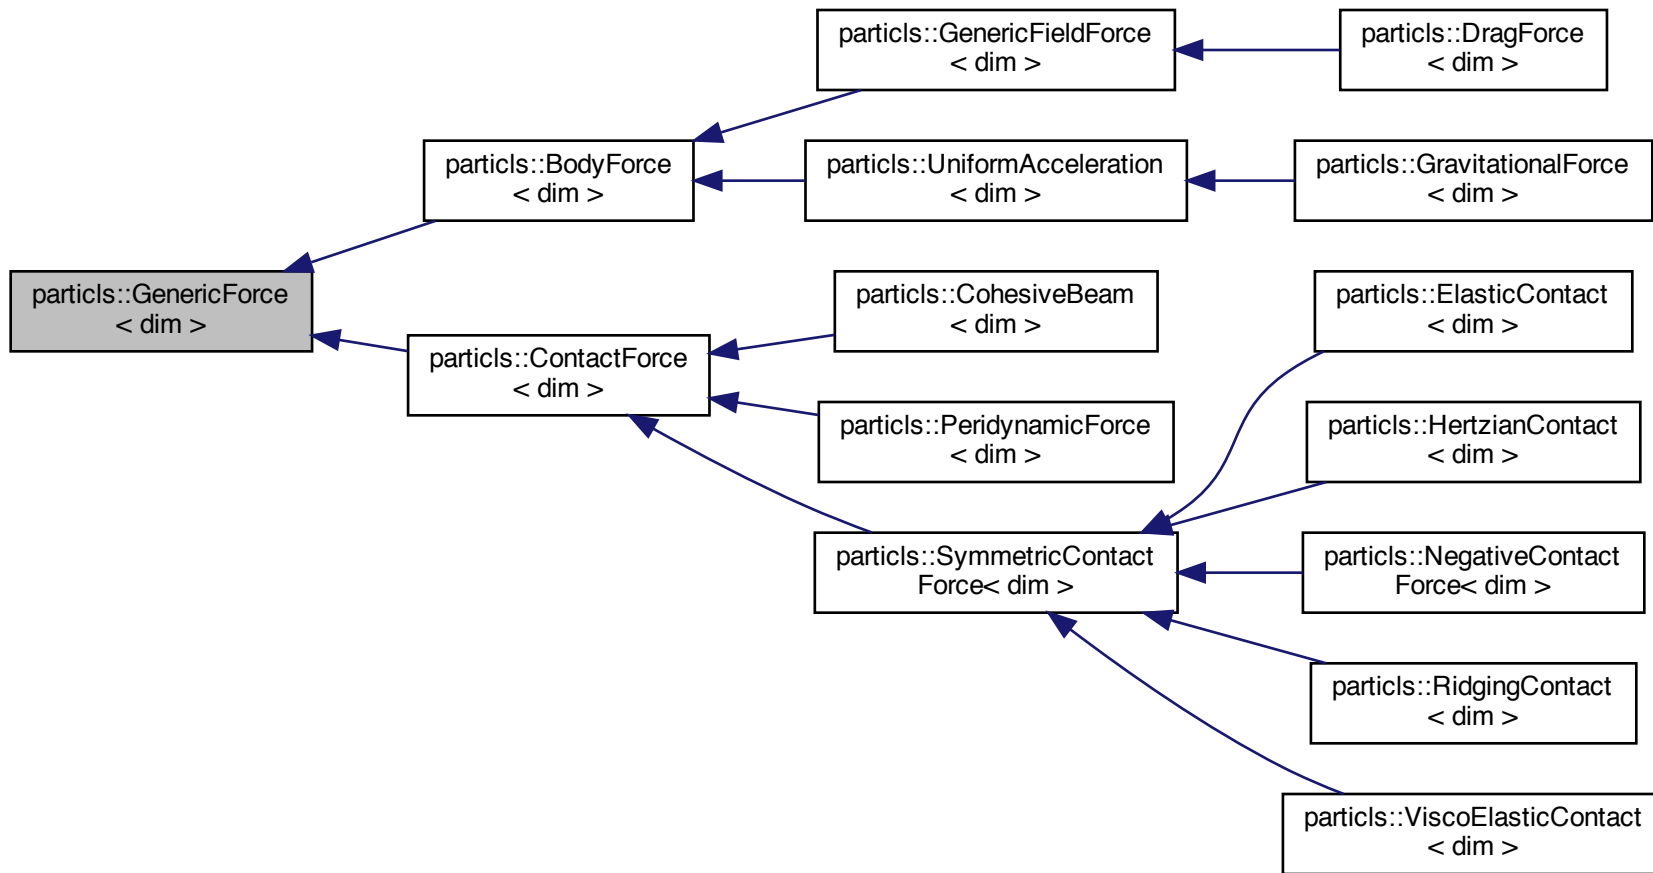 particls::GenericFieldForce
< dim >
particls::DragForce
< dim >
particls::BodyForce
< dim >
particls::UniformAcceleration
< dim >
particls::GravitationalForce
< dim >
particls::GenericForce
< dim >
particls::CohesiveBeam
< dim >
particls::ElasticContact
< dim >
particls::ContactForce
< dim >
particls::PeridynamicForce
< dim >
particls::HertzianContact
< dim >
particls::SymmetricContact
Force< dim >
particls::NegativeContact
Force< dim >
particls::RidgingContact
< dim >
particls::ViscoElasticContact
< dim >